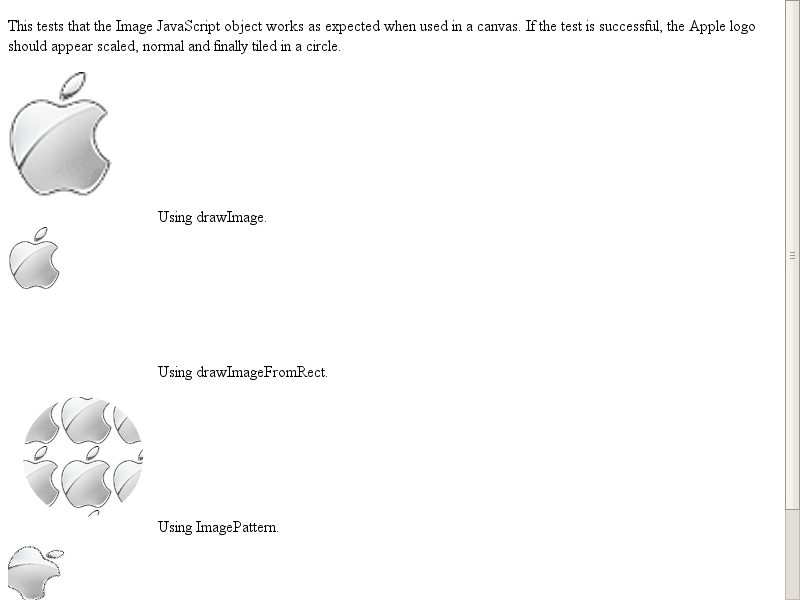 This tests that the Image JavaScript object works as expected when used in a canvas. If the test is successful, the Apple logo
should appear scaled, normal and finally tiled in a circle.
Using drawImage.
Using drawImageFromRect.
Using ImagePattern.